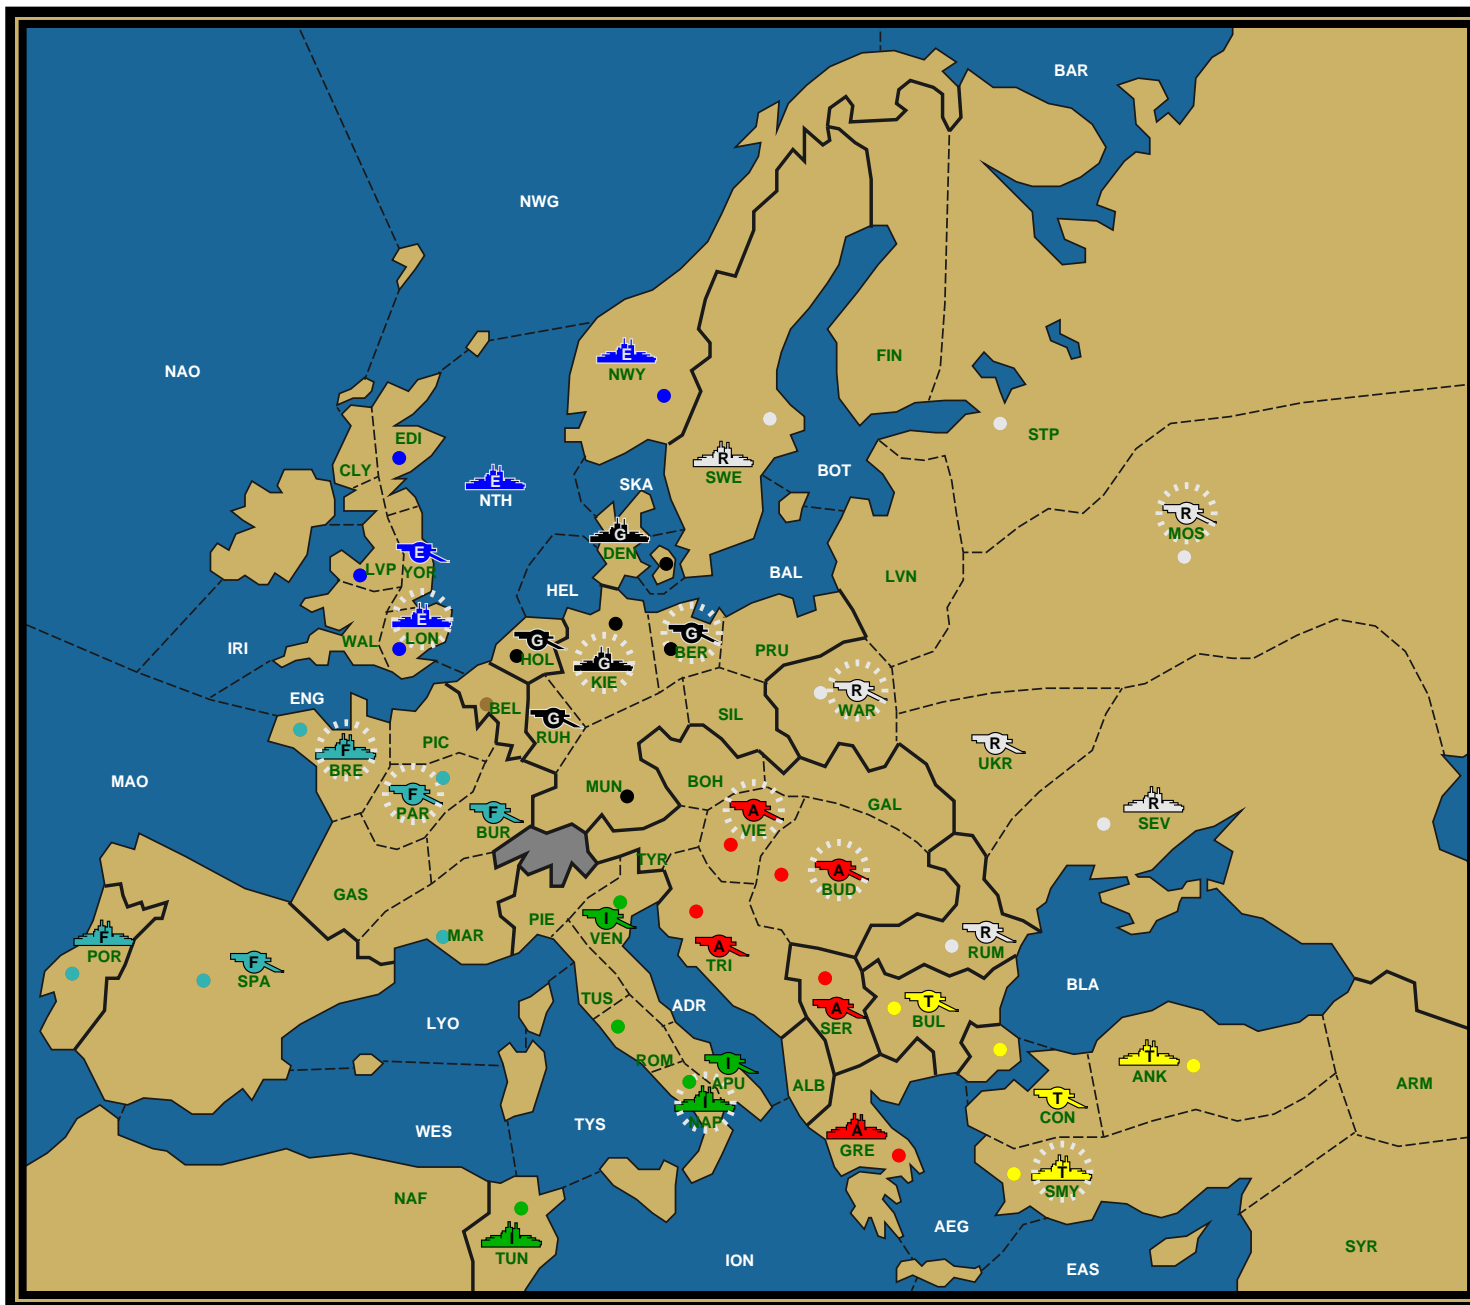 BAR
NWG
NAO
FIN
E
NWY
STP
EDI
CLY
R
SWE
BOT
E
NTH
SKA
R
MOS
G
DEN
E
YOR
LVP
LVN
BAL
HEL
E
LON
WAL
IRI
G
HOL
G
BER
PRU
G
KIE
ENG
R
WAR
BEL
G
RUH
SIL
PIC
F
BRE
R
UKR
MAO
BOH
MUN
F
PAR
F
BUR
A
VIE
GAL
R
SEV
TYR
A
BUD
GAS
PIE
I
VEN
MAR
F
POR
F
SPA
A
TRI
R
RUM
BLA
TUS
ADR
A
SER
T
BUL
LYO
ROM
I
APU
ALB
T
ANK
ARM
T
CON
I
NAP
TYS
WES
A
GRE
T
SMY
NAF
AEG
I
TUN
ION
EAS
SYR